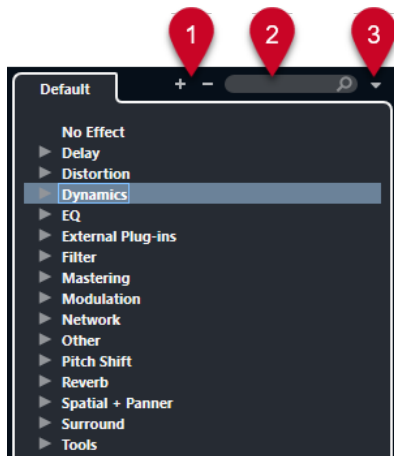 1 2 3
Default + −
No Effect
Delay
Distortion
Dynamics
EQ
External Plug-ins
Filter
Mastering
Modulation
Network
Other
Pitch Shift
Reverb
Spatial + Panner
Surround
Tools